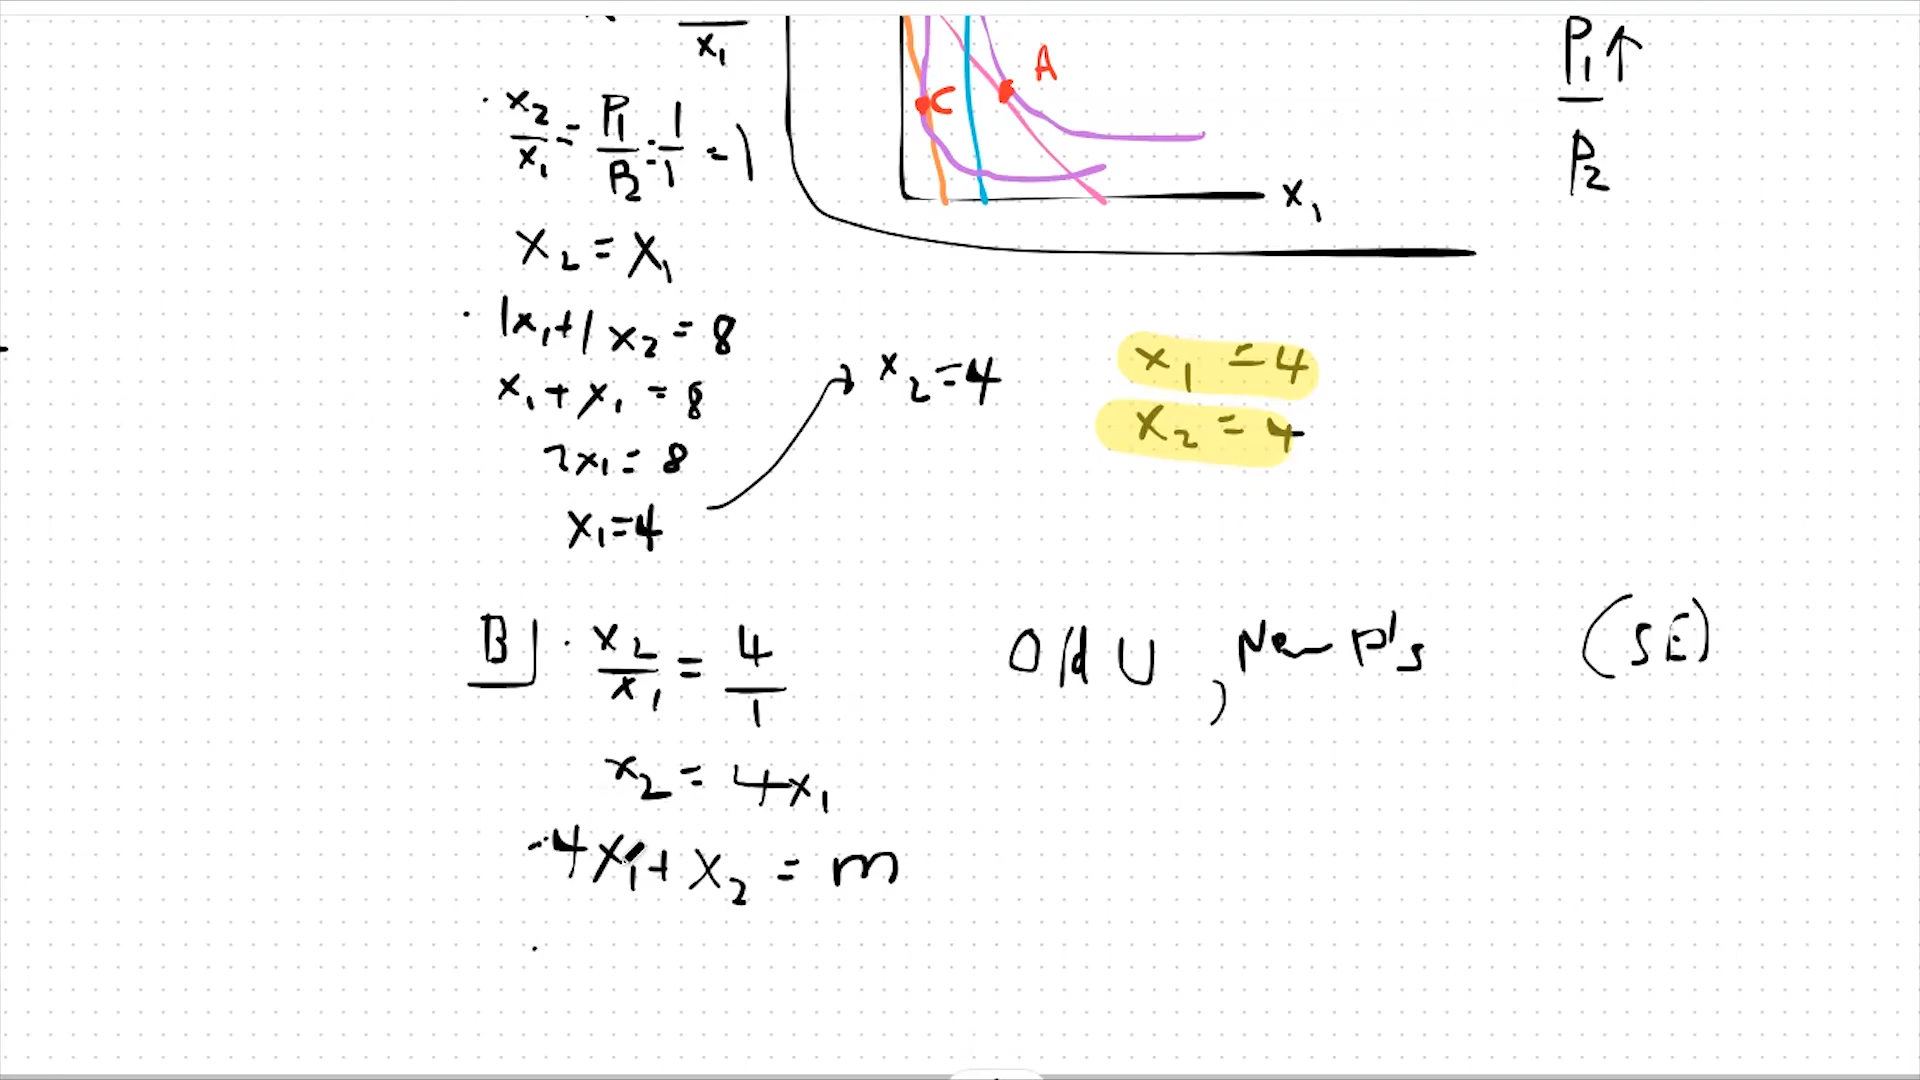 x₁
· x₂/x₁ = P₁/P₂ = 1/1 = 1
x₂ = x₁
· 1x₁ + 1x₂ = 8
x₁ + x₁ = 8
2x₁ = 8
x₁ = 4
x₂ = 4
x₁ = 4
x₂ = 4
A
C
x₁
P₁↑
P₂
B · x₂/x₁ = 4/1
Old U, New P's (SE)
x₂ = 4x₁
· 4x₁ + x₂ = m
·